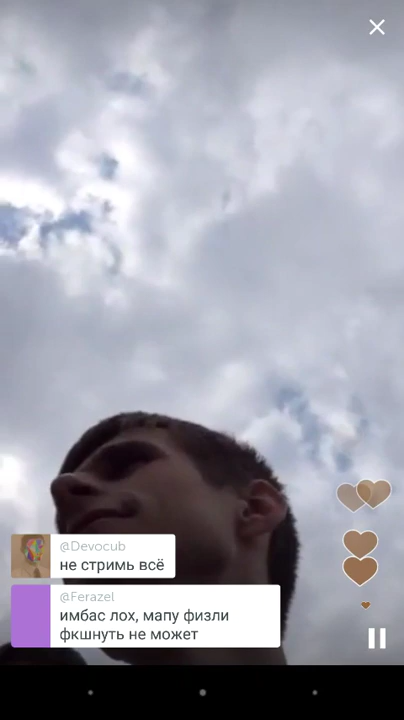 @Devocub
не стримь всё
@Ferazel
имбас лох, мапу физли
фкшнуть не может